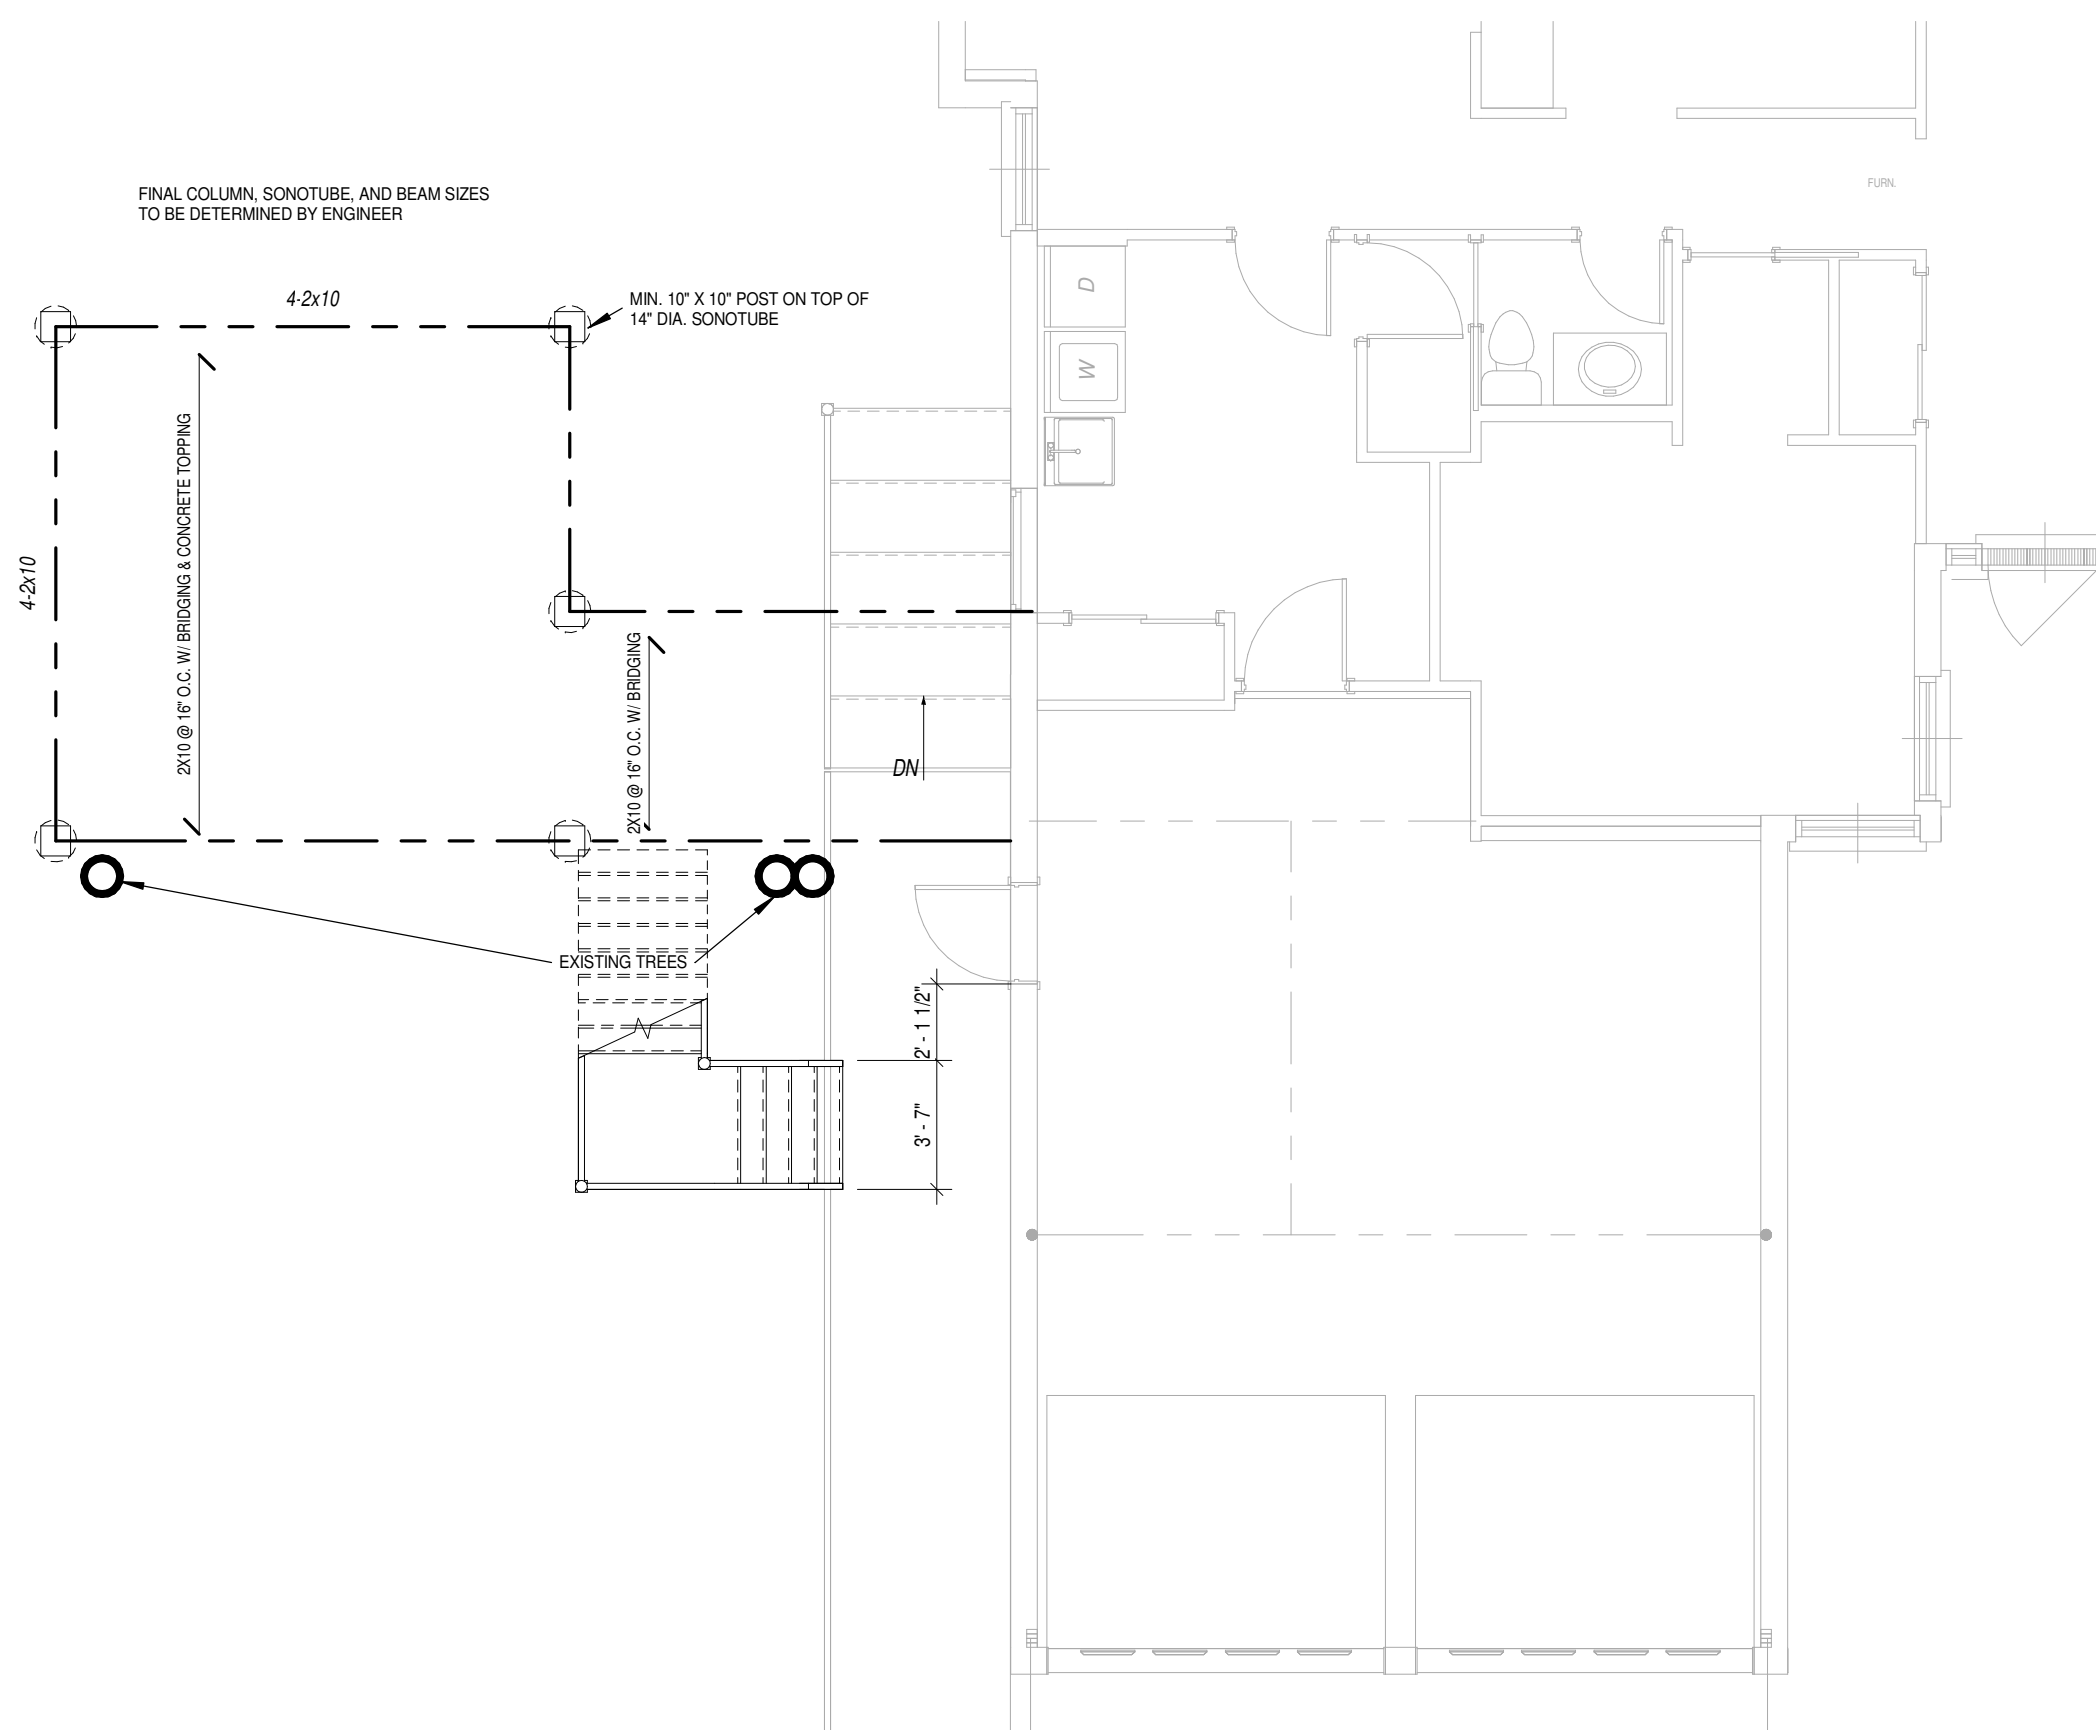 FURN.
FINAL COLUMN, SONOTUBE, AND BEAM SIZES
TO BE DETERMINED BY ENGINEER
4-2x10
MIN. 10" X 10" POST ON TOP OF
14" DIA. SONOTUBE
D
W
2X10 @ 16" O.C. W/ BRIDGING & CONCRETE TOPPING
4-2x10
2X10 @ 16" O.C. W/ BRIDGING
DN
EXISTING TREES
2' - 1 1/2"
3' - 7"